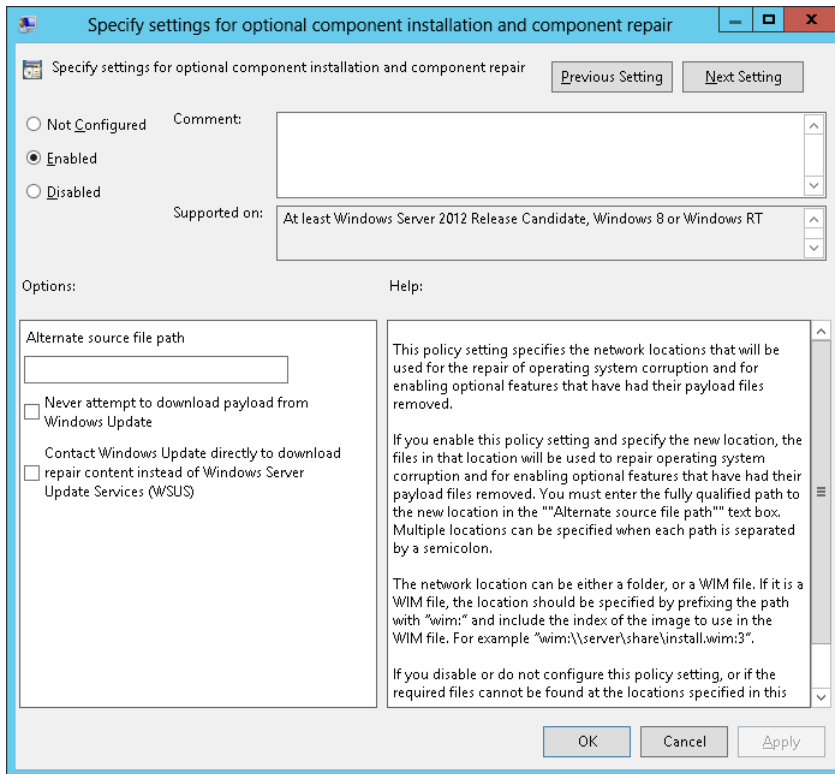 Specify settings for optional component installation and component repair
Specify settings for optional component installation and component repair
Previous Setting
Next Setting
Not Configured
Comment:
Enabled
Disabled
Supported on:
At least Windows Server 2012 Release Candidate, Windows 8 or Windows RT
Options:
Help:
Alternate source file path
Never attempt to download payload from
Windows Update
Contact Windows Update directly to download
repair content instead of Windows Server
Update Services (WSUS)
This policy setting specifies the network locations that will be
used for the repair of operating system corruption and for
enabling optional features that have had their payload files
removed.
If you enable this policy setting and specify the new location, the
files in that location will be used to repair operating system
corruption and for enabling optional features that have had their
payload files removed. You must enter the fully qualified path to
the new location in the ""Alternate source file path"" text box.
Multiple locations can be specified when each path is separated
by a semicolon.
The network location can be either a folder, or a WIM file. If it is a
WIM file, the location should be specified by prefixing the path
with "wim:" and include the index of the image to use in the
WIM file. For example "wim:\\server\share\install.wim:3".
If you disable or do not configure this policy setting, or if the
required files cannot be found at the locations specified in this
OK
Cancel
Apply